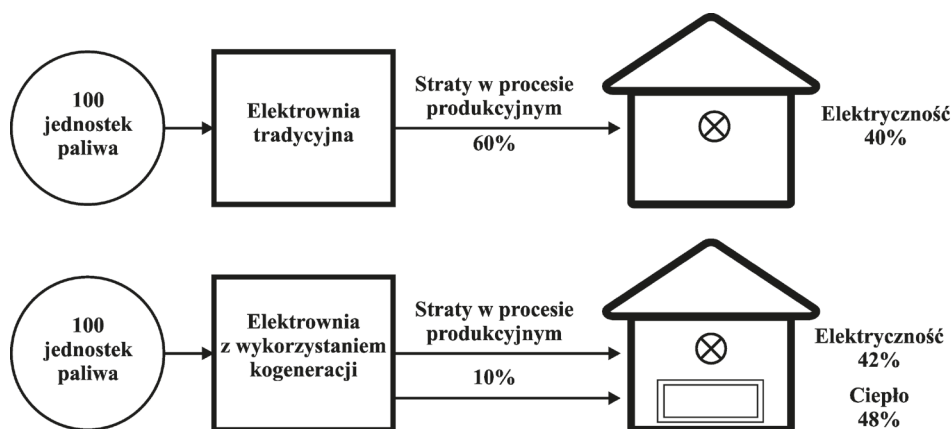 100
jednostek
paliwa
Elektrownia
tradycyjna
Straty w procesie
produkcyjnym
60%
Elektryczność
40%
100
jednostek
paliwa
Elektrownia
z wykorzystaniem
kogeneracji
Straty w procesie
produkcyjnym
10%
Elektryczność
42%
Ciepło
48%